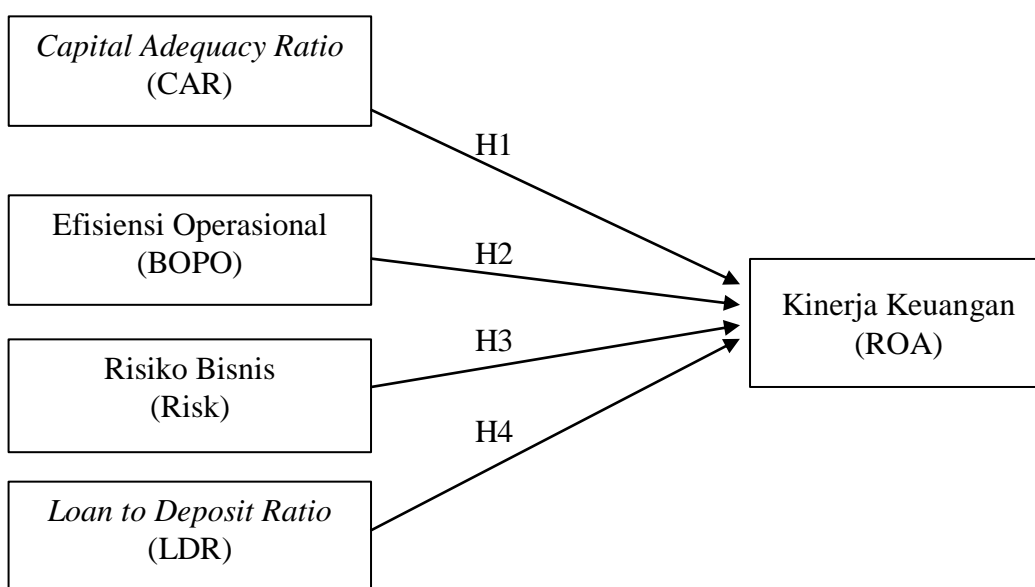 Capital Adequacy Ratio
(CAR)
H1
Efisiensi Operasional
(BOPO)
H2
Kinerja Keuangan
(ROA)
H3
Risiko Bisnis
(Risk)
H4
Loan to Deposit Ratio
(LDR)